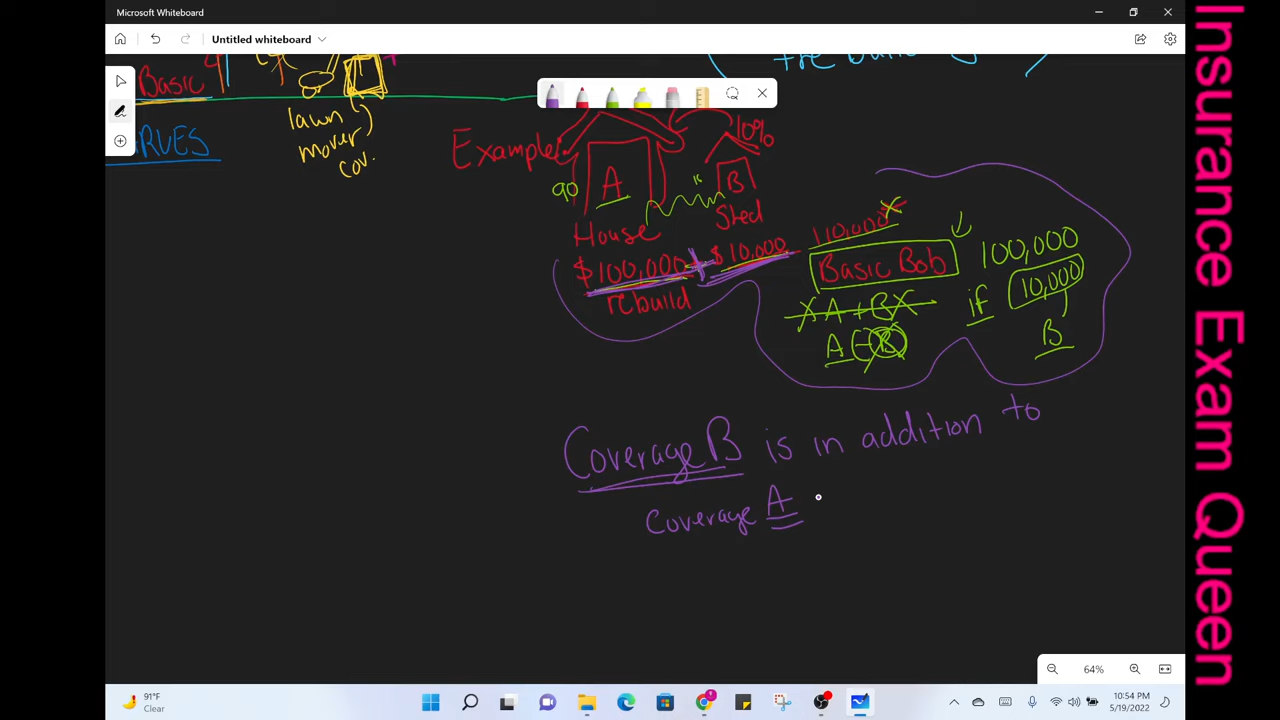 Microsoft Whiteboard
Untitled whiteboard
Basic
lawn
mover
cov.
Example
10%
90
A
B
House
Shed
$100,000 + $10,000
rebuild
110,000 X
Basic Bob
X A + B X
A - B
100,000
if 10,000
B
Coverage B is in addition to
Coverage A
64%
91°F
Clear
10:54 PM
5/19/2022
Insurance Exam Queen